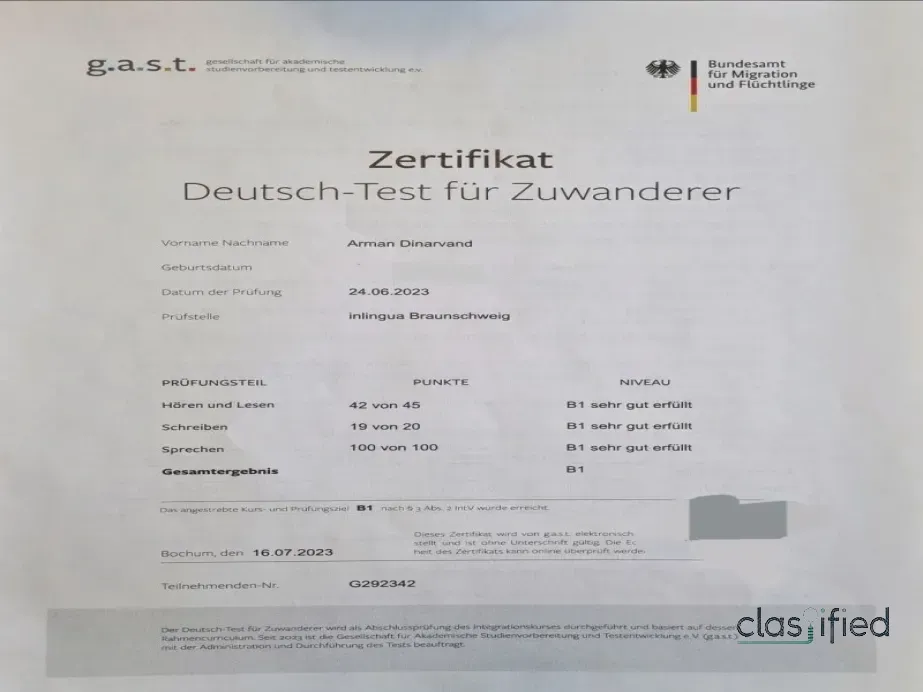 g.a.s.t. gesellschaft für akademische
studienvorbereitung und testentwicklung e.v.
Bundesamt
für Migration
und Flüchtlinge
Zertifikat
Deutsch-Test für Zuwanderer
Vorname Nachname Arman Dinarvand
Geburtsdatum
Datum der Prüfung 24.06.2023
Prüfstelle inlingua Braunschweig
PRÜFUNGSTEIL PUNKTE NIVEAU
Hören und Lesen 42 von 45 B1 sehr gut erfüllt
Schreiben 19 von 20 B1 sehr gut erfüllt
Sprechen 100 von 100 B1 sehr gut erfüllt
Gesamtergebnis B1
Das angestrebte Kurs- und Prüfungsziel B1 nach § 3 Abs. 2 IntV wurde erreicht.
Dieses Zertifikat wird von g.a.s.t. elektronisch
stellt und ist ohne Unterschrift gültig. Die Ec
heit des Zertifikats kann online überprüft werde
Bochum, den 16.07.2023
Teilnehmenden-Nr. G292342
Der Deutsch-Test für Zuwanderer wird als Abschlussprüfung des Integrationskurses durchgeführt und basiert auf desse
Rahmencurriculum. Seit 2023 ist die Gesellschaft für Akademische Studienvorbereitung und Testentwicklung e.V. (g.a.s.t.)
mit der Administration und Durchführung des Tests beauftragt.
clasified